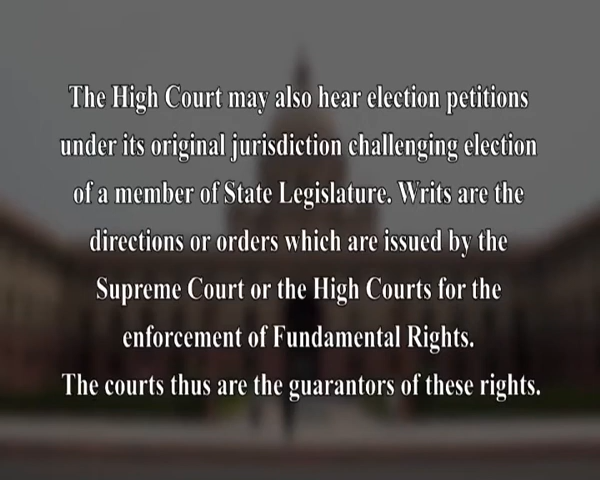 The High Court may also hear election petitions
under its original jurisdiction challenging election
of a member of State Legislature. Writs are the
directions or orders which are issued by the
Supreme Court or the High Courts for the
enforcement of Fundamental Rights.
The courts thus are the guarantors of these rights.